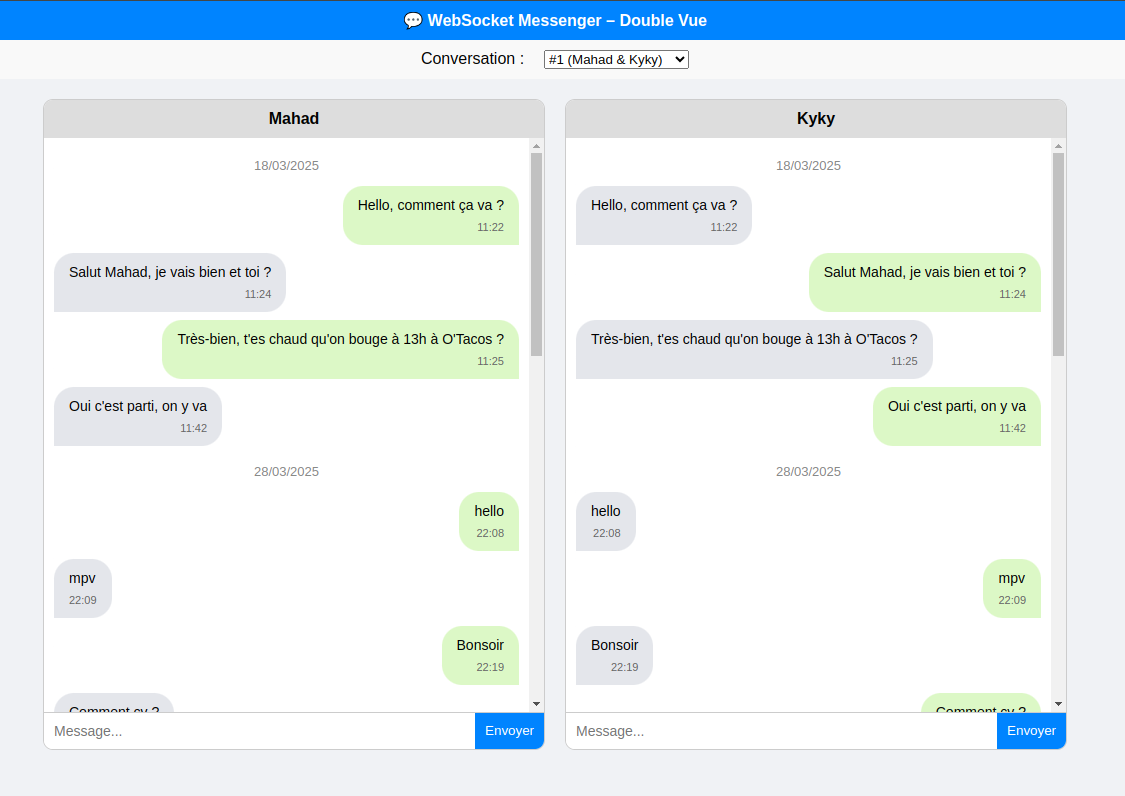 💬 WebSocket Messenger – Double Vue
Conversation : #1 (Mahad & Kyky)
Mahad
18/03/2025
Hello, comment ça va ?
11:22
Salut Mahad, je vais bien et toi ?
11:24
Très-bien, t'es chaud qu'on bouge à 13h à O'Tacos ?
11:25
Oui c'est parti, on y va
11:42
28/03/2025
hello
22:08
mpv
22:09
Bonsoir
22:19
Comment cv ?
Message...
Envoyer
Kyky
18/03/2025
Hello, comment ça va ?
11:22
Salut Mahad, je vais bien et toi ?
11:24
Très-bien, t'es chaud qu'on bouge à 13h à O'Tacos ?
11:25
Oui c'est parti, on y va
11:42
28/03/2025
hello
22:08
mpv
22:09
Bonsoir
22:19
Comment cv ?
Message...
Envoyer